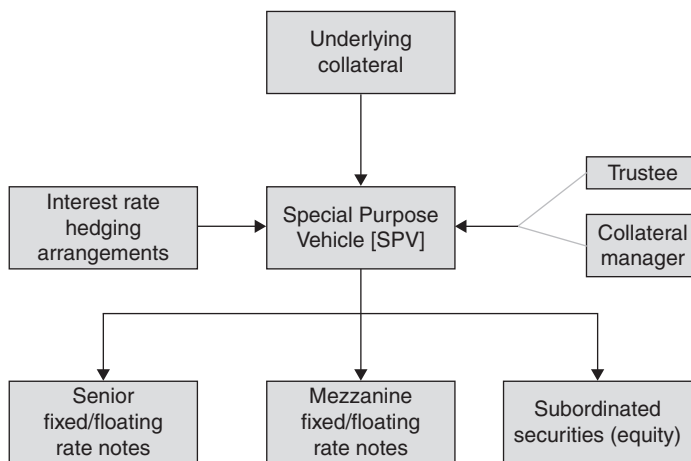 Underlying
collateral
Trustee
Interest rate
hedging
arrangements
Special Purpose
Vehicle [SPV]
Collateral
manager
Senior
fixed/floating
rate notes
Mezzanine
fixed/floating
rate notes
Subordinated
securities (equity)